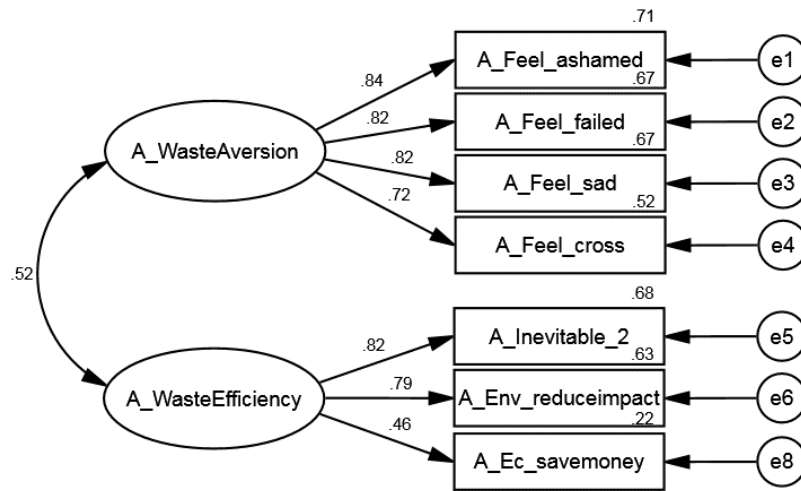 .71
A_Feel_ashamed
e1
.84
.67
.82
A_Feel_failed
e2
A_WasteAversion
.67
.82
A_Feel_sad
e3
.72
.52
A_Feel_cross
e4
.52
.68
.82
A_Inevitable_2
e5
.63
A_WasteEfficiency
.79
A_Env_reduceimpact
e6
.22
.46
A_Ec_savemoney
e8